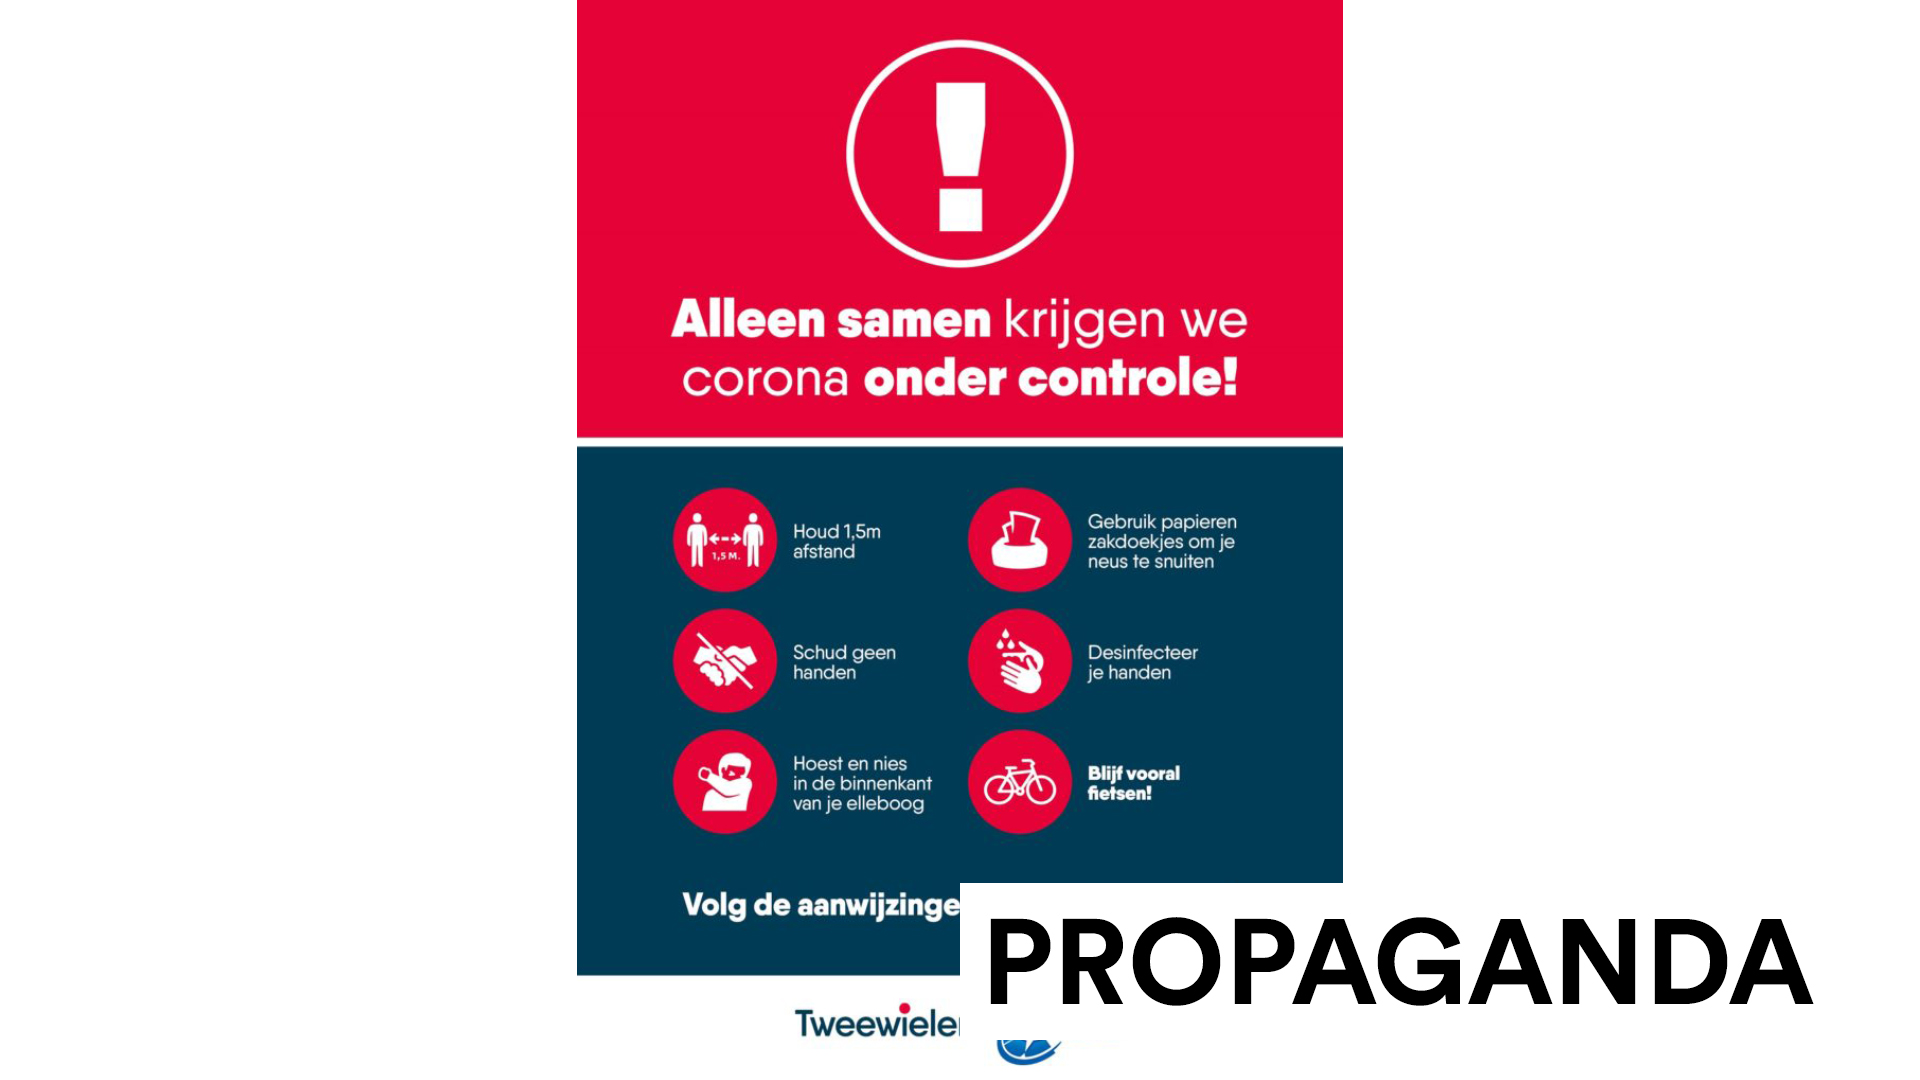 !
Alleen samen krijgen we
corona onder controle!
1,5 M.
Houd 1,5m
afstand
Gebruik papieren
zakdoekjes om je
neus te snuiten
Schud geen
handen
Desinfecteer
je handen
Hoest en nies
in de binnenkant
van je elleboog
Blijf vooral
fietsen!
Volg de aanwijzinge
PROPAGANDA